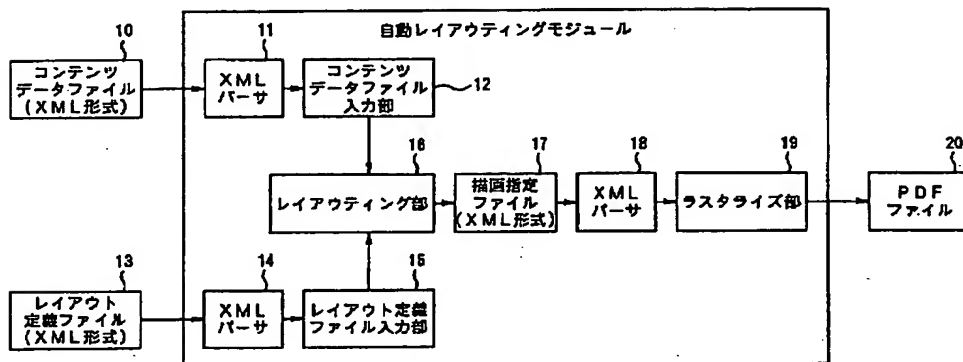 自動レイアウティングモジュール
10
コンテンツ
データファイル
(XML形式)
11
XML
パーサ
コンテンツ
データファイル
入力部
12
16
レイアウティング部
17
描画指定
ファイル
(XML形式)
18
XML
パーサ
19
ラスタライズ部
20
PDF
ファイル
13
レイアウト
定義ファイル
(XML形式)
14
XML
パーサ
15
レイアウト定義
ファイル入力部